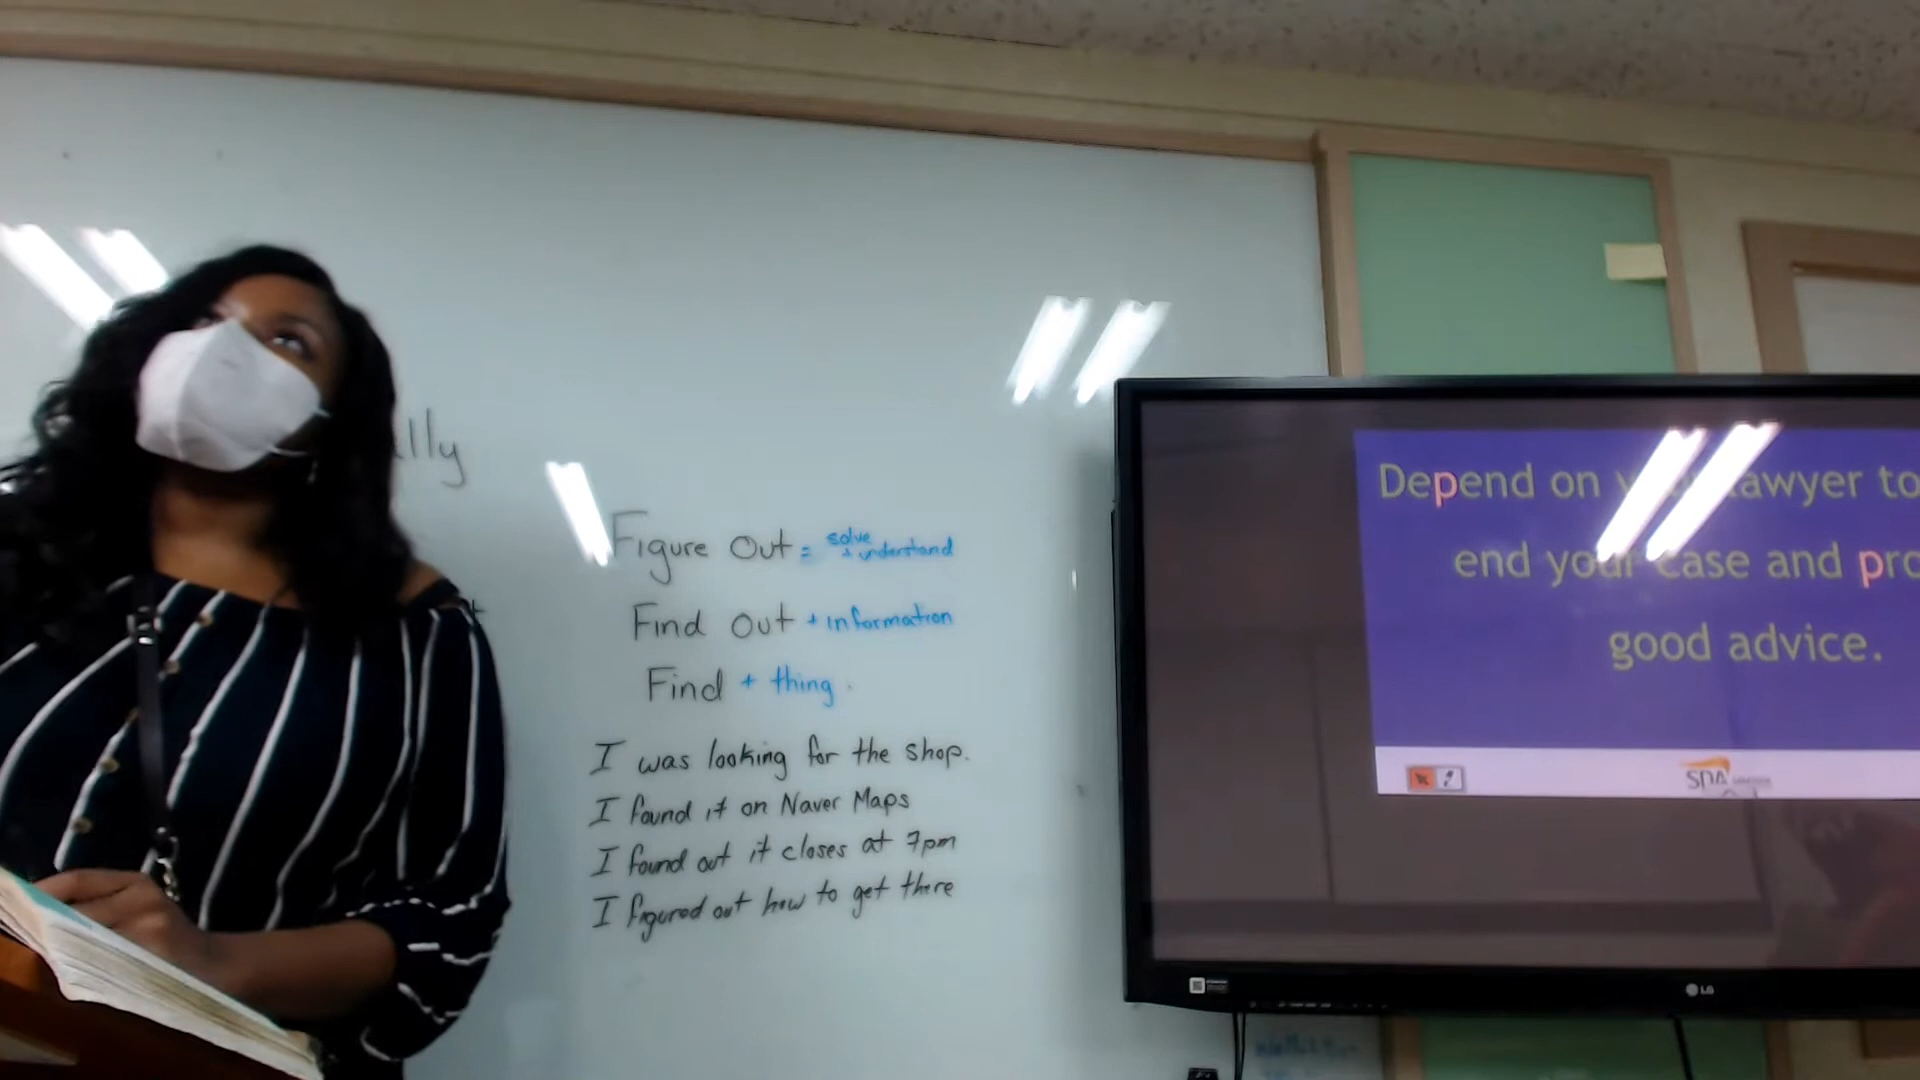 lly
Figure Out = solve + understand
Find Out + information
Find + thing.
I was looking for the shop.
I found it on Naver Maps
I found out it closes at 7pm
I figured out how to get there
Depend on lawyer to
end your case and pro
good advice.
SDA
LG